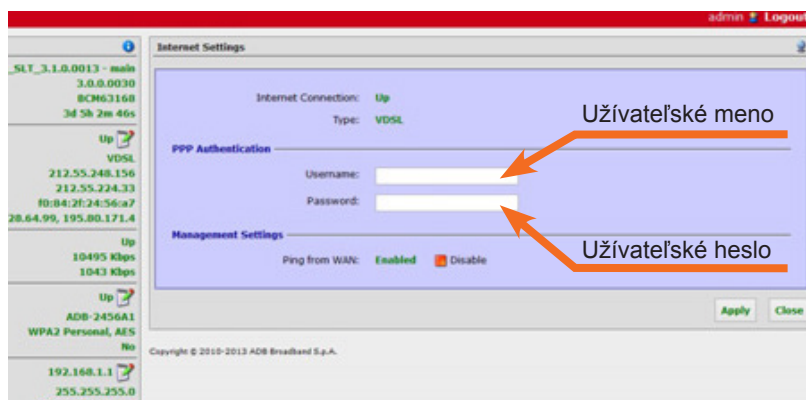 admin Logout
_SLT_3.1.0.0013 - main
3.0.0.0030
BCM63168
3d 5h 2m 46s
Up
VDSL
212.55.248.156
212.55.224.33
f0:84:2f:24:56:a7
28.64.99, 195.80.171.4
Up
10495 Kbps
1043 Kbps
Up
ADB-2456A1
WPA2 Personal, AES
No
192.168.1.1
255.255.255.0
Internet Settings
Internet Connection: Up
Type: VDSL
Užívateľské meno
PPP Authentication
Username:
Password:
Užívateľské heslo
Management Settings
Ping from WAN: Enabled Disable
Apply Close
Copyright © 2010-2013 ADB Broadband S.p.A.